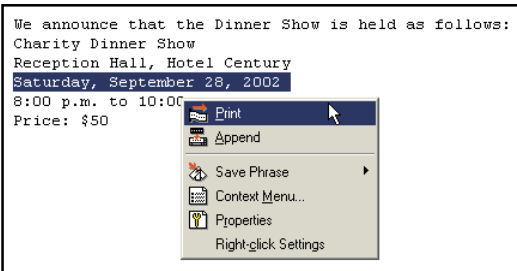 We announce that the Dinner Show is held as follows:
Charity Dinner Show
Reception Hall, Hotel Century
Saturday, September 28, 2002
8:00 p.m. to 10:00
Price: $50
Print
Append
Save Phrase
Context Menu...
Properties
Right-click Settings